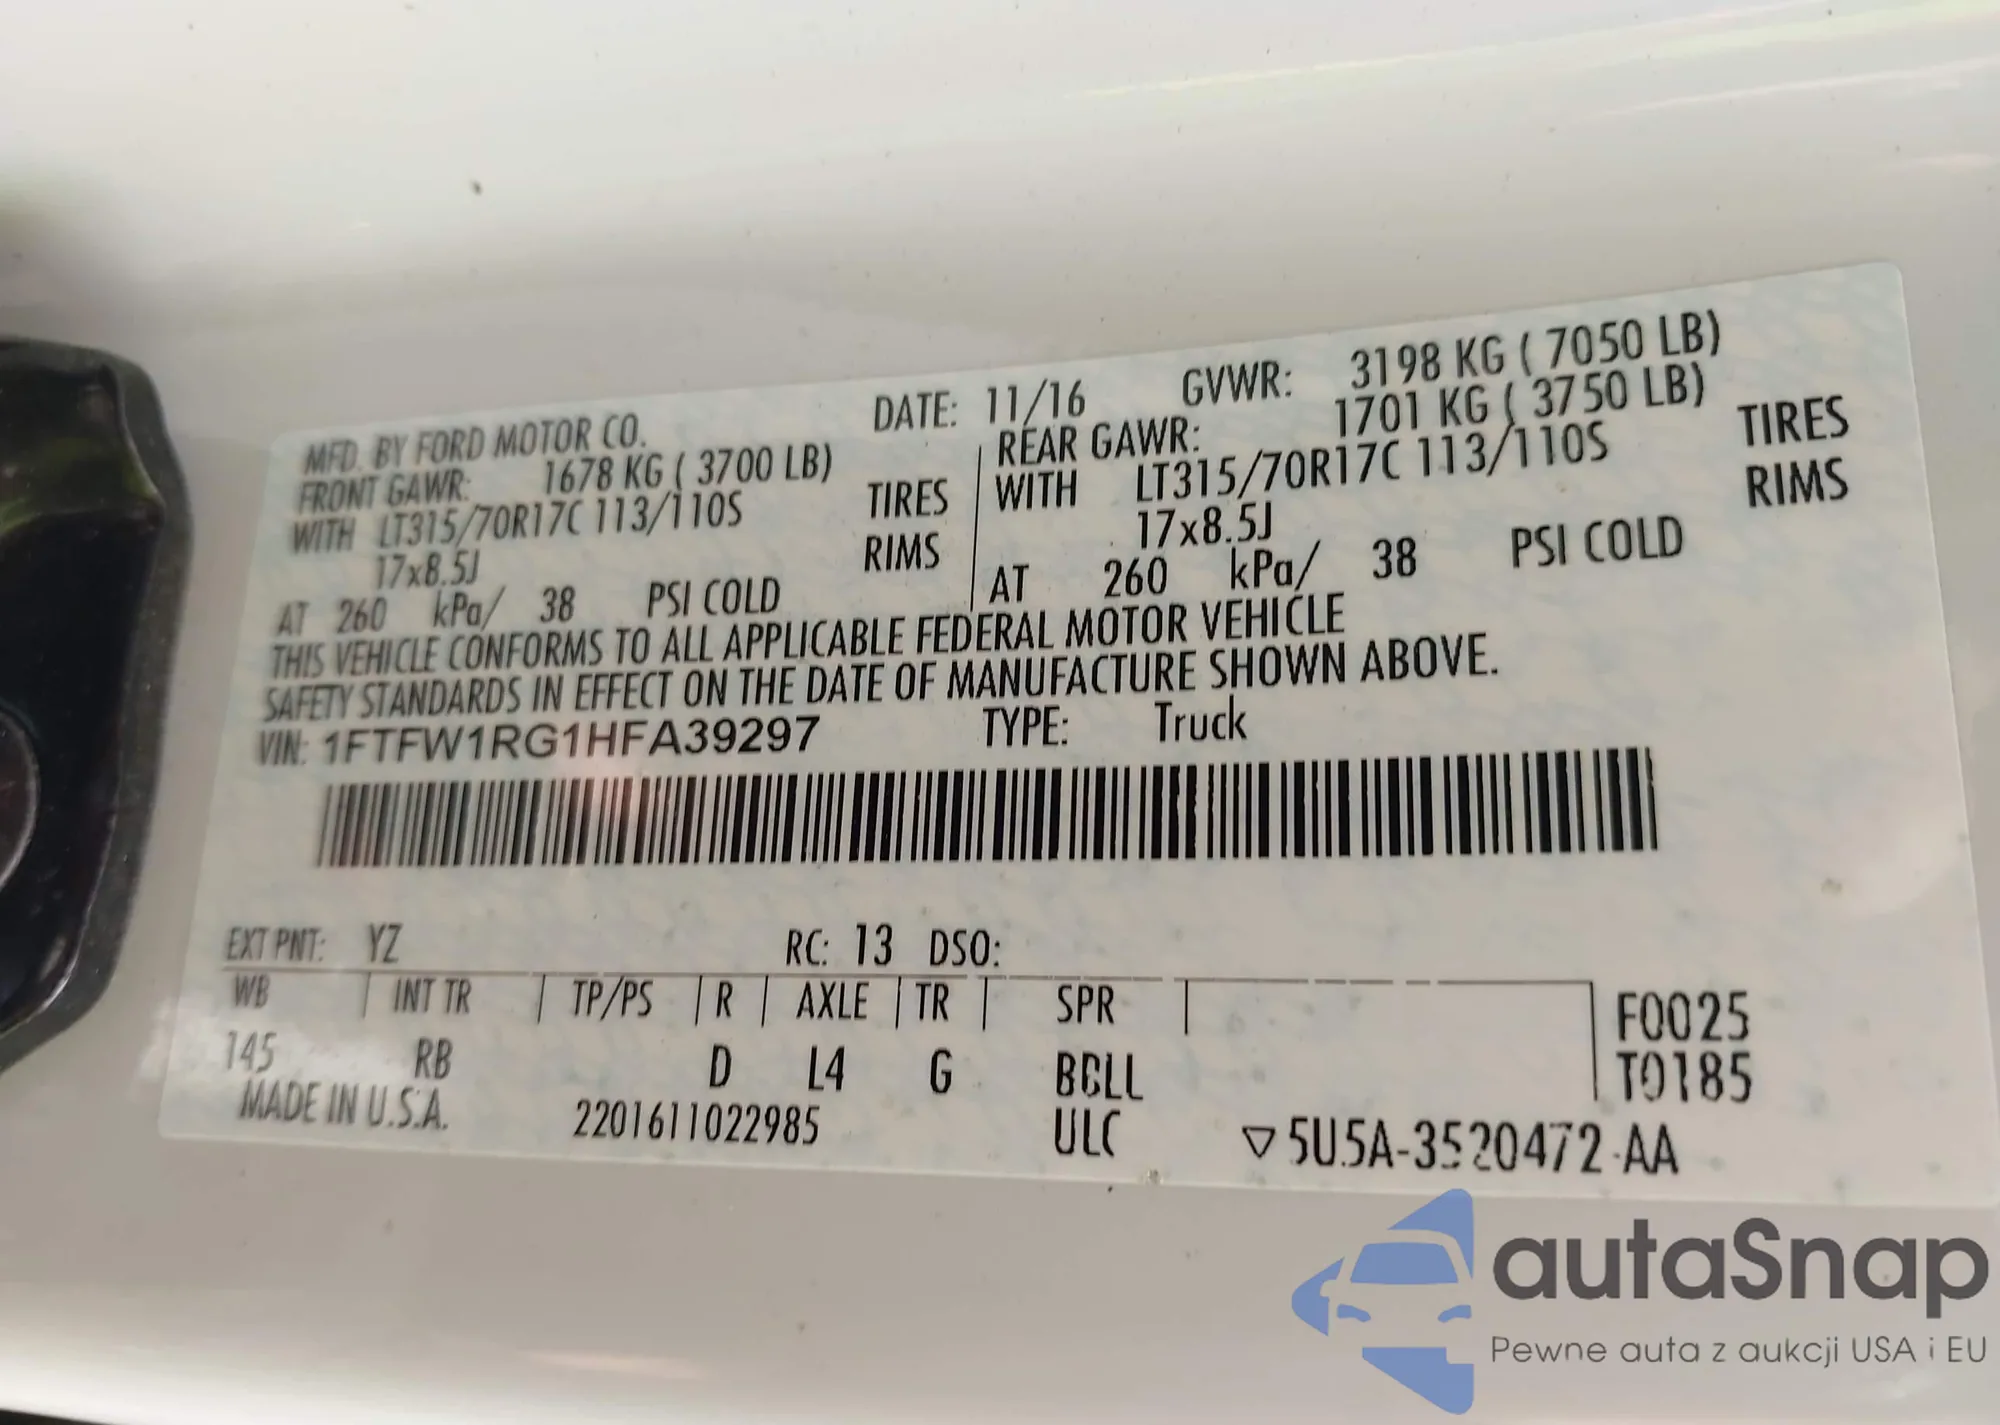 MFD. BY FORD MOTOR CO. DATE: 11/16 GVWR: 3198 KG ( 7050 LB)
FRONT GAWR: 1678 KG ( 3700 LB) REAR GAWR: 1701 KG ( 3750 LB)
WITH LT315/70R17C 113/110S TIRES WITH LT315/70R17C 113/110S TIRES
17x8.5J RIMS 17x8.5J RIMS
AT 260 kPa/ 38 PSI COLD AT 260 kPa/ 38 PSI COLD
THIS VEHICLE CONFORMS TO ALL APPLICABLE FEDERAL MOTOR VEHICLE
SAFETY STANDARDS IN EFFECT ON THE DATE OF MANUFACTURE SHOWN ABOVE.
VIN: 1FTFW1RG1HFA39297 TYPE: Truck
EXT PNT: YZ RC: 13 DSO:
WB INT TR TP/PS R AXLE TR SPR F0025
145 RB D L4 G BCLL T0185
MADE IN U.S.A. 2201611022985 ULC ▽5U5A-3520472-AA
autaSnap
Pewne auta z aukcji USA i EU